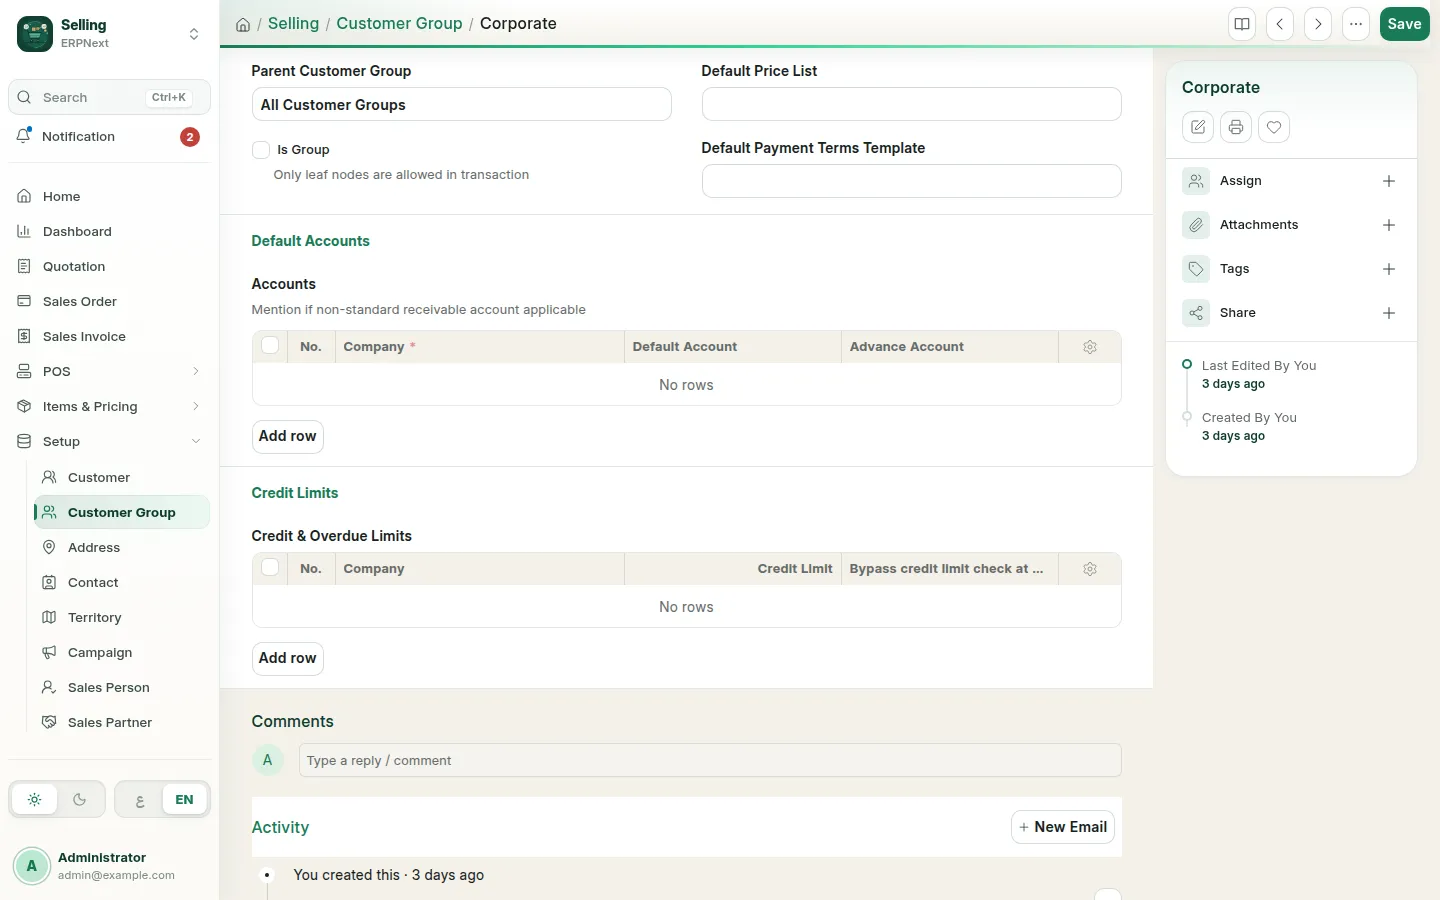 Selling
ERPNext
Search
Ctrl+K
Notification
2
Home
Dashboard
Quotation
Sales Order
Sales Invoice
POS
Items & Pricing
Setup
Customer
Customer Group
Address
Contact
Territory
Campaign
Sales Person
Sales Partner
ع
EN
A
Administrator
admin@example.com
/ Selling / Customer Group / Corporate
Save
Parent Customer Group
All Customer Groups
Is Group
Only leaf nodes are allowed in transaction
Default Price List
Default Payment Terms Template
Default Accounts
Accounts
Mention if non-standard receivable account applicable
No. Company * Default Account Advance Account
No rows
Add row
Credit Limits
Credit & Overdue Limits
No. Company Credit Limit Bypass credit limit check at ...
No rows
Add row
Comments
A
Type a reply / comment
Activity
+ New Email
You created this · 3 days ago
Corporate
Assign
Attachments
Tags
Share
Last Edited By You
3 days ago
Created By You
3 days ago